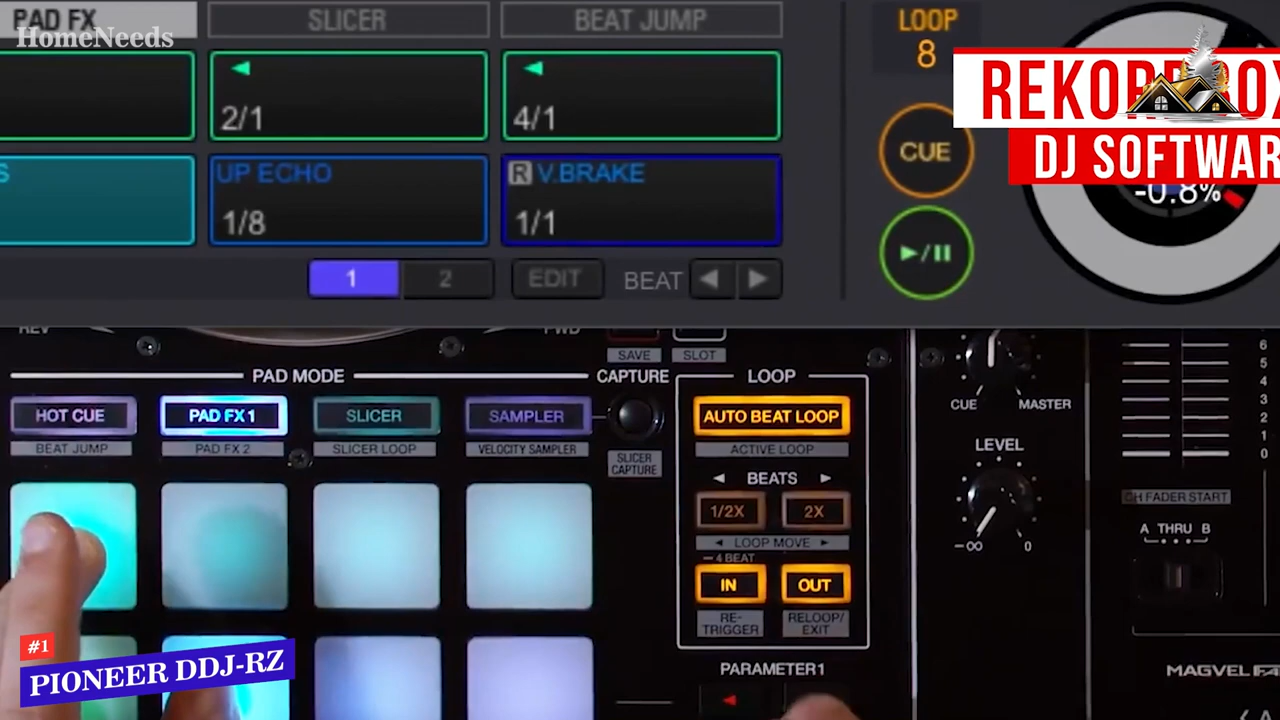 PAD FX
SLICER
BEAT JUMP
HomeNeeds
LOOP
8
2/1
4/1
CUE
DJ SOFTWAR
-0.8%
S
UP ECHO
R V.BRAKE
1/8
1/1
►/II
1
2
EDIT
BEAT
REV
FWD
SAVE
SLOT
PAD MODE
CAPTURE
LOOP
HOT CUE
PAD FX1
SLICER
SAMPLER
AUTO BEAT LOOP
BEAT JUMP
PAD FX 2
SLICER LOOP
VELOCITY SAMPLER
SLICER
CAPTURE
ACTIVE LOOP
◄ BEATS ►
1/2X
2X
◄ LOOP MOVE ►
–4 BEAT
IN
OUT
RE-
TRIGGER
RELOOP/
EXIT
PARAMETER1
CUE
MASTER
LEVEL
–∞
0
6
5
4
3
2
1
0
CH FADER START
A THRU B
MAGVEL FA
#1
PIONEER DDJ-RZ